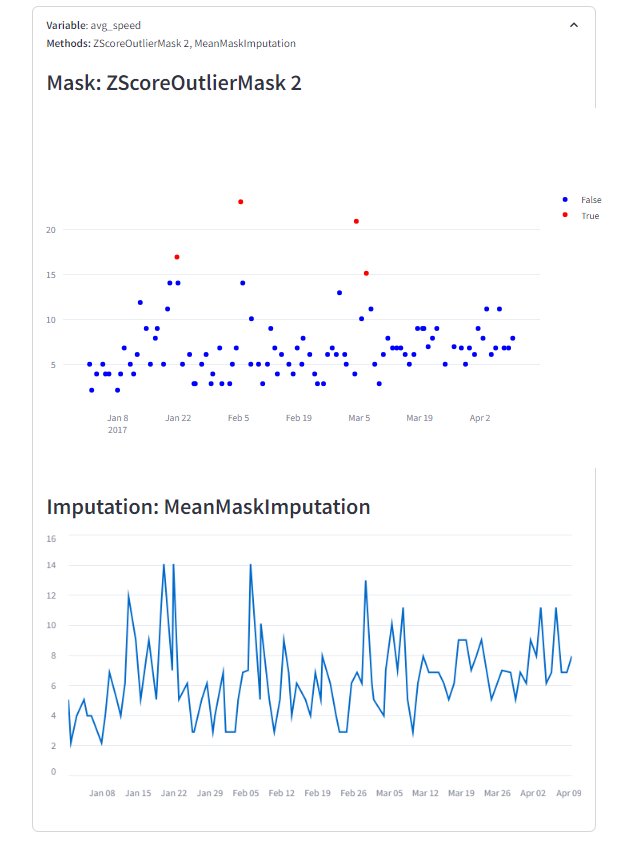 Variable: avg_speed
Methods: ZScoreOutlierMask 2, MeanMaskImputation
Mask: ZScoreOutlierMask 2
False
True
20
15
10
5
Jan 8 Jan 22 Feb 5 Feb 19 Mar 5 Mar 19 Apr 2
2017
Imputation: MeanMaskImputation
16
14
12
10
8
6
4
2
0
Jan 08 Jan 15 Jan 22 Jan 29 Feb 05 Feb 12 Feb 19 Feb 26 Mar 05 Mar 12 Mar 19 Mar 26 Apr 02 Apr 09